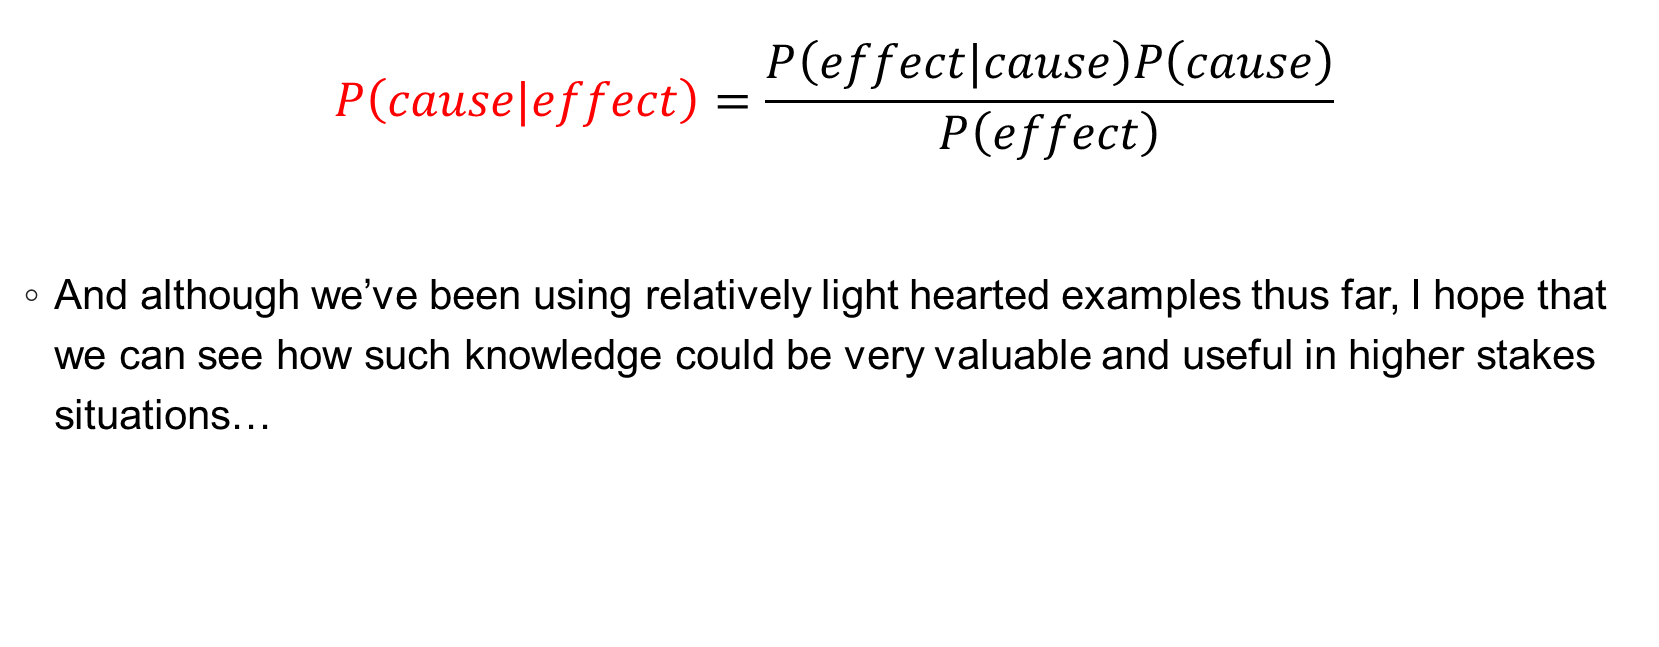 P(cause|effect) = P(effect|cause)P(cause) / P(effect)
◦ And although we’ve been using relatively light hearted examples thus far, I hope that
we can see how such knowledge could be very valuable and useful in higher stakes
situations…